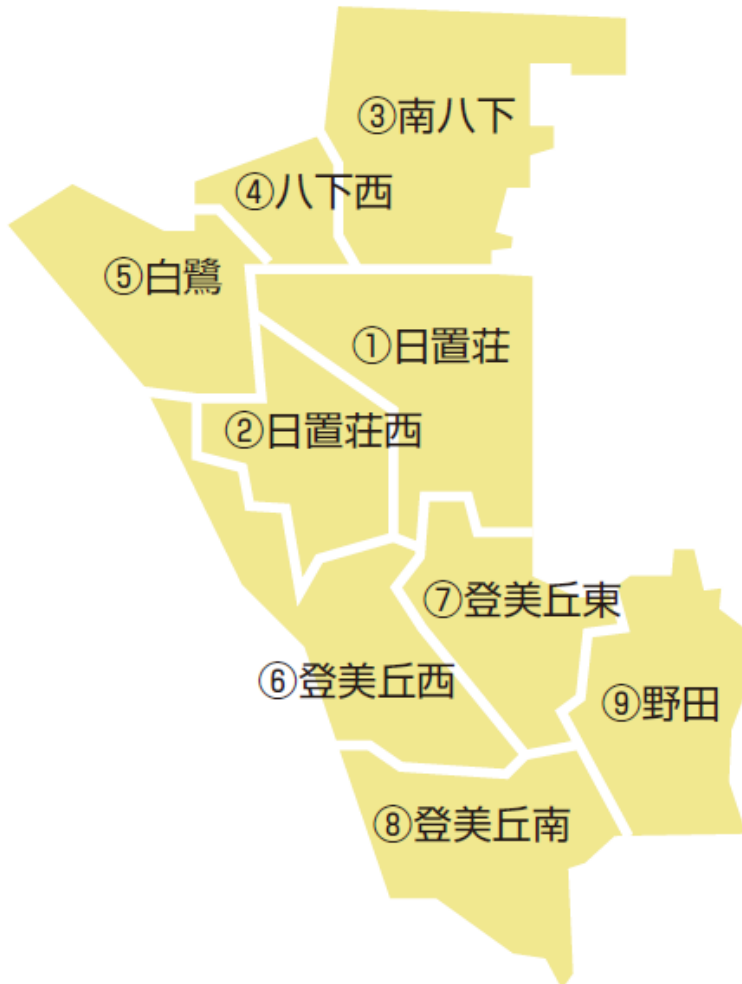 ③南八下
④八下西
⑤白鷺
①日置荘
②日置荘西
⑦登美丘東
⑥登美丘西
⑨野田
⑧登美丘南